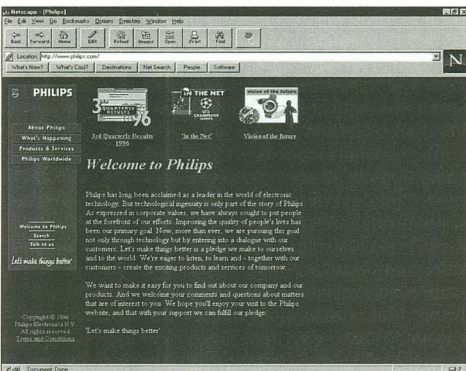 Netscape - [Philips]
File Edit View Go Bookmarks Options Directory Window Help
Back Forward Home Edit Reload Images Open Print Find
Location: http://www.philips.com/
What's New? What's Cool? Destinations Net Search People Software
N
PHILIPS
About Philips
What's Happening
Products & Services
Philips Worldwide
Welcome to Philips
Search
Talk to us
Let's make things better
Copyright © 1996
Philips Electronics N.V.
All rights reserved
Terms and Conditions
3 QUARTERLY RESULTS 96
IN THE NET
UEFA CHAMPIONS LEAGUE
vision of the future
3rd Quarterly Results
1996
'In the Net'
Vision of the future
Welcome to Philips
Philips has long been acclaimed as a leader in the world of electronic
technology. But technological ingenuity is only part of the story of Philips.
As expressed in corporate values, we have always sought to put people
at the forefront of our efforts. Improving the quality of people's lives has
been our primary goal. Now, more than ever, we are pursuing this goal
not only through technology but by entering into a dialogue with our
customers. Let's make things better is a pledge we make to ourselves
and to the world. We're eager to listen, to learn and - together with our
customers - create the exciting products and services of tomorrow...
We want to make it easy for you to find out about our company and our
products. And we welcome your comments and questions about matters
that are of interest to you. We hope you'll enjoy your visit to the Philips
website, and that with your support we can fulfill our pledge:
'Let's make things better'
Document: Done